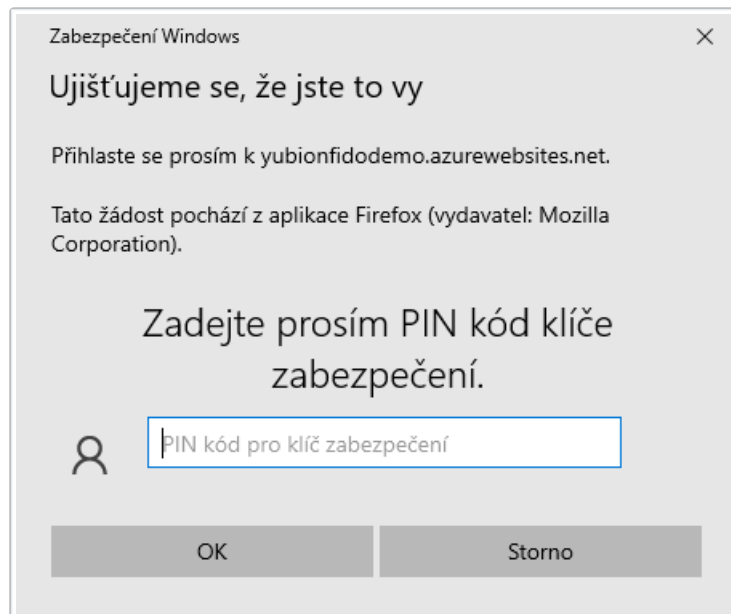 Zabezpečení Windows
Ujišťujeme se, že jste to vy
Přihlaste se prosím k yubionfidodemo.azurewebsites.net.
Tato žádost pochází z aplikace Firefox (vydavatel: Mozilla
Corporation).
Zadejte prosím PIN kód klíče
zabezpečení.
PIN kód pro klíč zabezpečení
OK
Storno